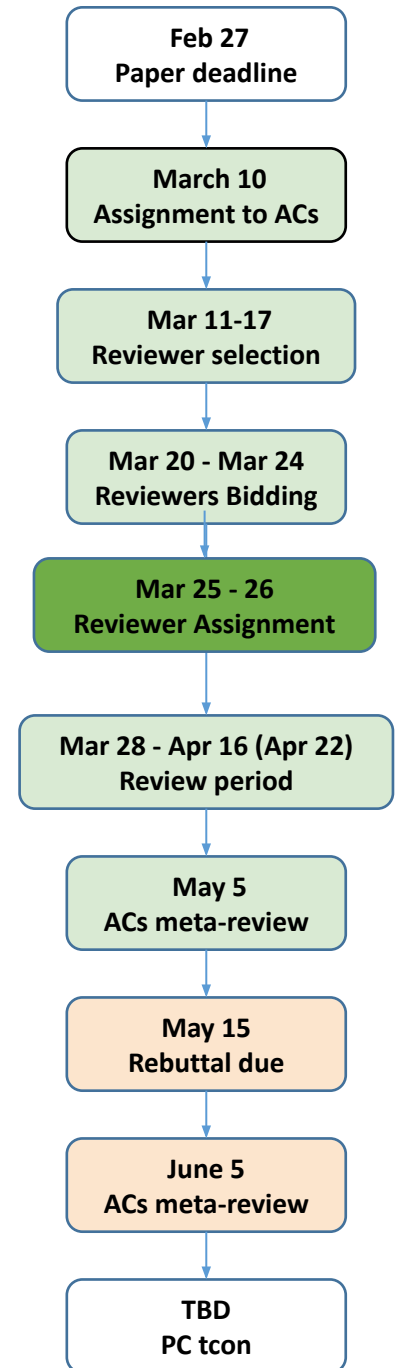 Feb 27
Paper deadline
March 10
Assignment to ACs
Mar 11-17
Reviewer selection
Mar 20 - Mar 24
Reviewers Bidding
Mar 25 - 26
Reviewer Assignment
Mar 28 - Apr 16 (Apr 22)
Review period
May 5
ACs meta-review
May 15
Rebuttal due
June 5
ACs meta-review
TBD
PC tcon